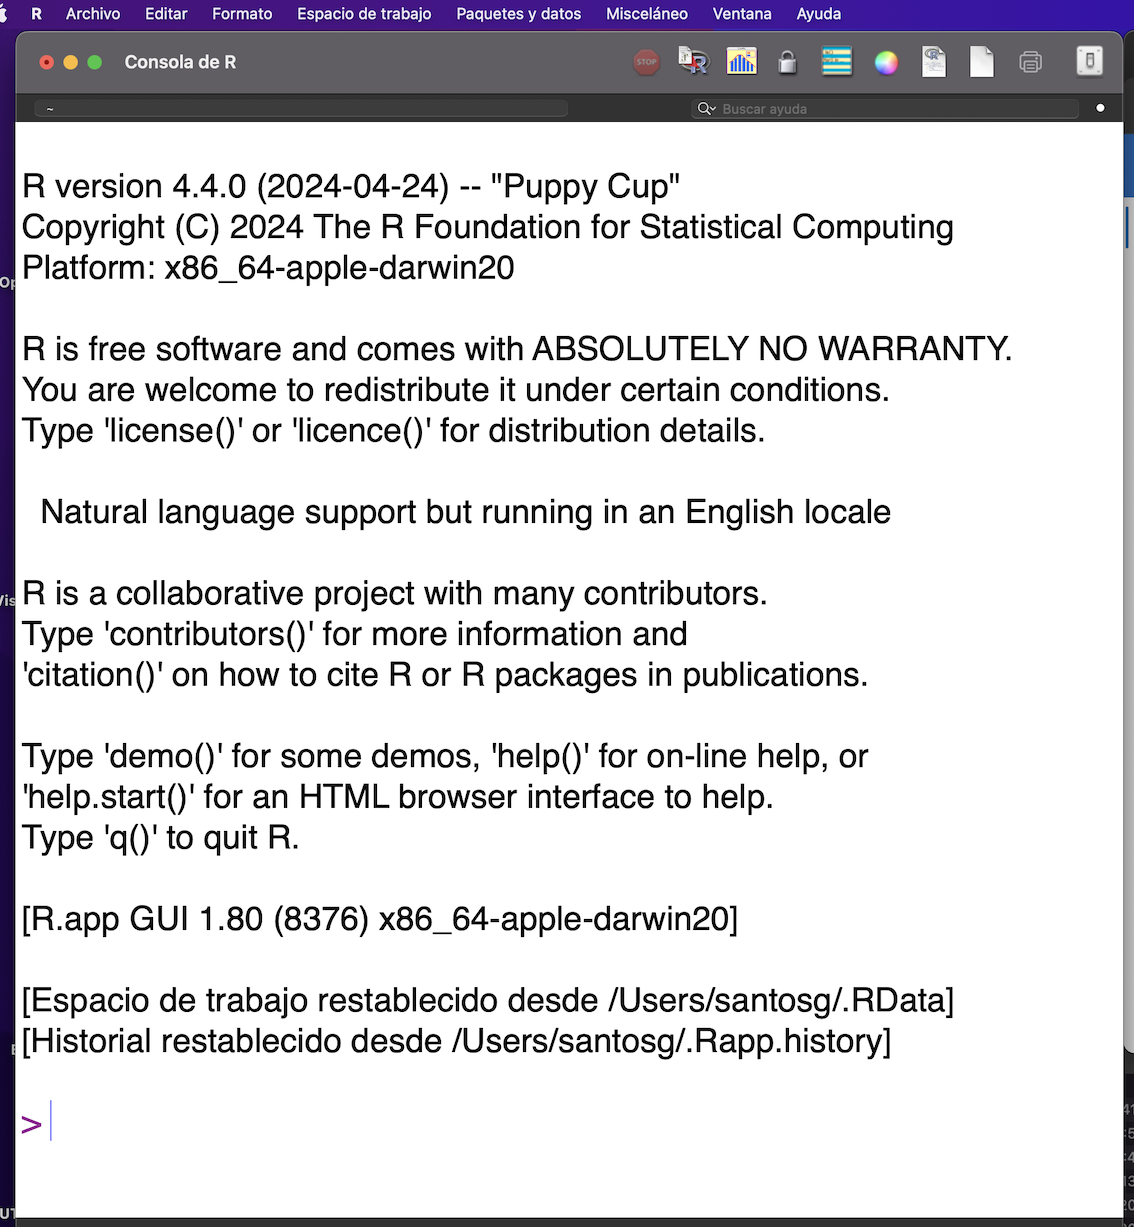 R Archivo Editar Formato Espacio de trabajo Paquetes y datos Misceláneo Ventana Ayuda
Consola de R
STOP
~
Buscar ayuda
R version 4.4.0 (2024-04-24) -- "Puppy Cup"
Copyright (C) 2024 The R Foundation for Statistical Computing
Platform: x86_64-apple-darwin20
R is free software and comes with ABSOLUTELY NO WARRANTY.
You are welcome to redistribute it under certain conditions.
Type 'license()' or 'licence()' for distribution details.
Natural language support but running in an English locale
R is a collaborative project with many contributors.
Type 'contributors()' for more information and
'citation()' on how to cite R or R packages in publications.
Type 'demo()' for some demos, 'help()' for on-line help, or
'help.start()' for an HTML browser interface to help.
Type 'q()' to quit R.
[R.app GUI 1.80 (8376) x86_64-apple-darwin20]
[Espacio de trabajo restablecido desde /Users/santosg/.RData]
[Historial restablecido desde /Users/santosg/.Rapp.history]
>